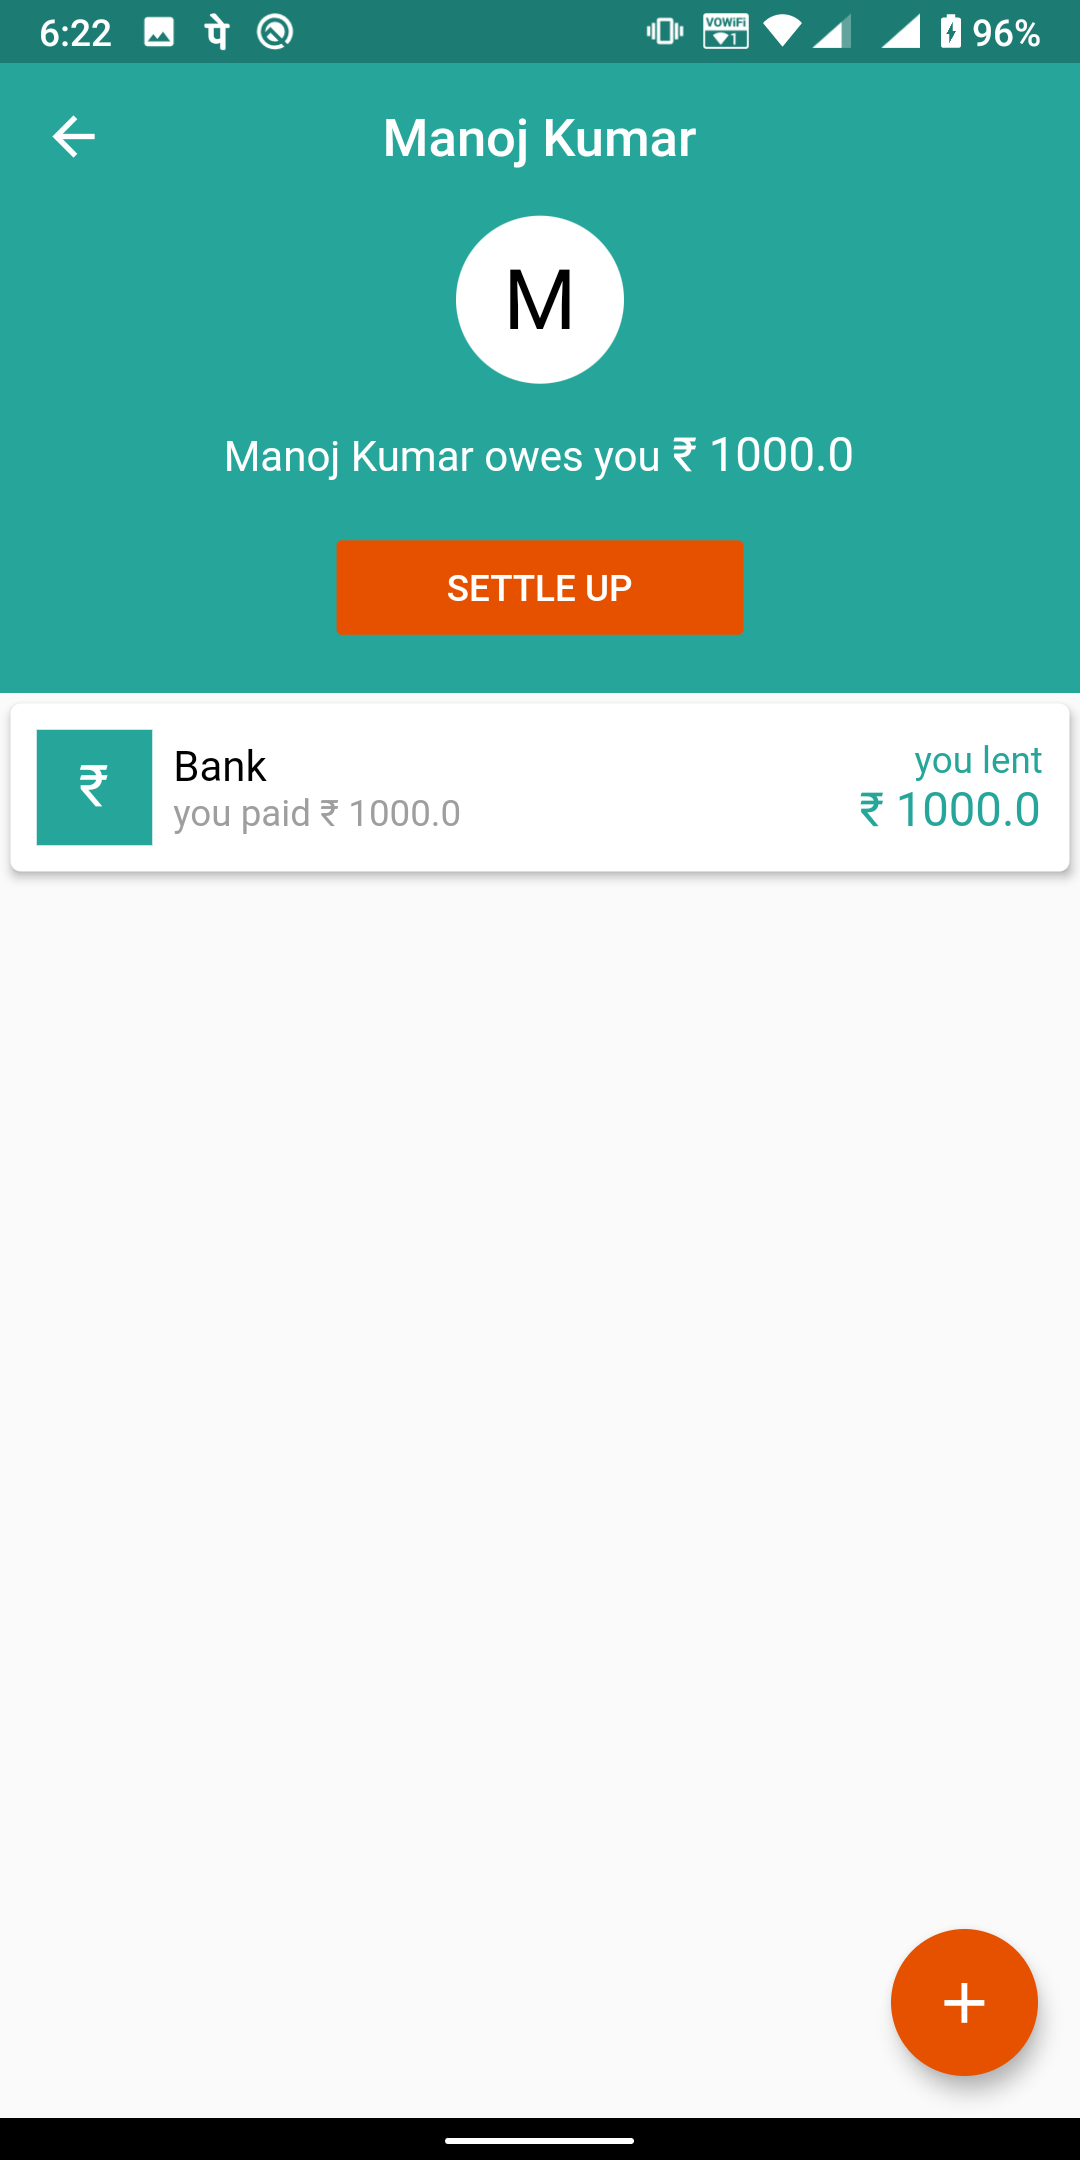 6:22 पे VOWiFi 1 96%
Manoj Kumar
M
Manoj Kumar owes you ₹ 1000.0
SETTLE UP
₹
Bank
you paid ₹ 1000.0
you lent
₹ 1000.0